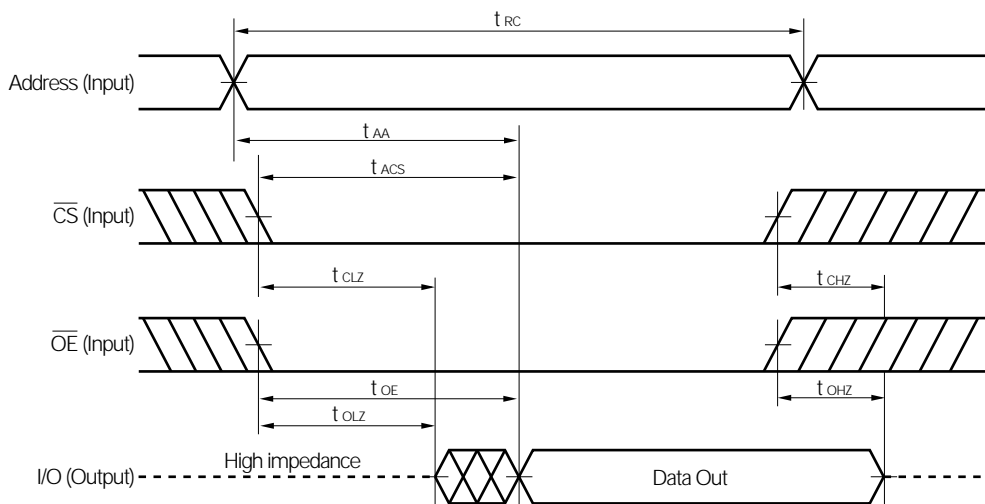 t RC
Address (Input)
t AA
t ACS
CS (Input)
t CLZ
t CHZ
OE (Input)
t OE
t OHZ
t OLZ
High impedance
I/O (Output)
Data Out